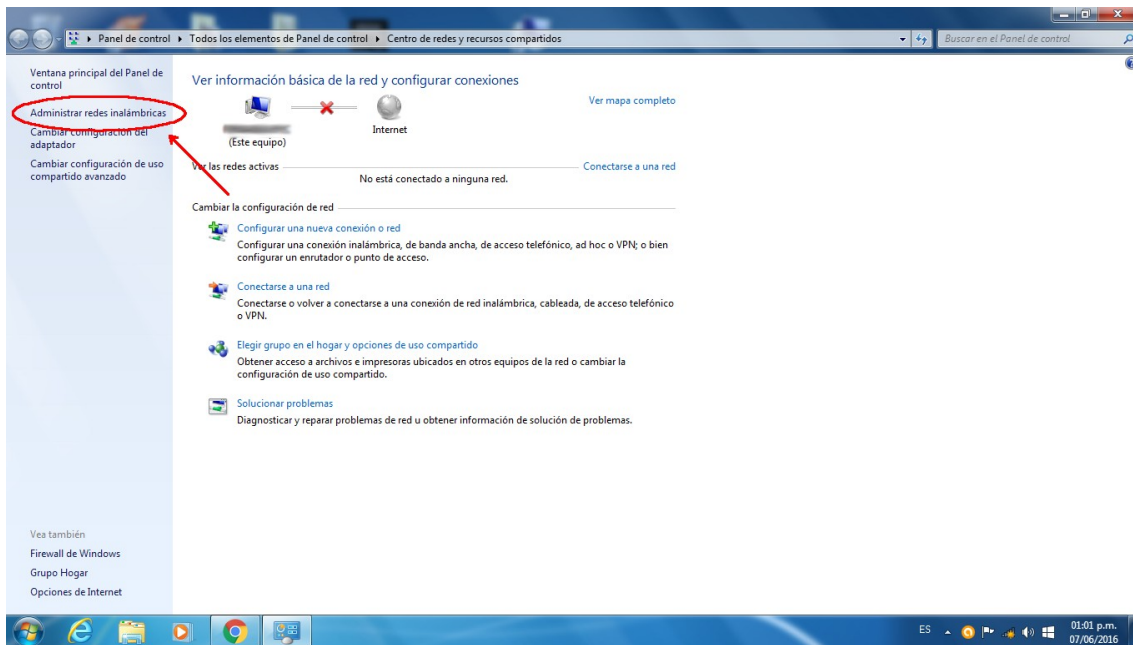 Panel de control ▸ Todos los elementos de Panel de control ▸ Centro de redes y recursos compartidos
Buscar en el Panel de control
Ventana principal del Panel de
control
Administrar redes inalámbricas
Cambiar configuración del
adaptador
Cambiar configuración de uso
compartido avanzado
Ver información básica de la red y configurar conexiones
Ver mapa completo
Internet
(Este equipo)
Ver las redes activas
Conectarse a una red
No está conectado a ninguna red.
Cambiar la configuración de red
Configurar una nueva conexión o red
Configurar una conexión inalámbrica, de banda ancha, de acceso telefónico, ad hoc o VPN; o bien
configurar un enrutador o punto de acceso.
Conectarse a una red
Conectarse o volver a conectarse a una conexión de red inalámbrica, cableada, de acceso telefónico
o VPN.
Elegir grupo en el hogar y opciones de uso compartido
Obtener acceso a archivos e impresoras ubicados en otros equipos de la red o cambiar la
configuración de uso compartido.
Solucionar problemas
Diagnosticar y reparar problemas de red u obtener información de solución de problemas.
Vea también
Firewall de Windows
Grupo Hogar
Opciones de Internet
ES
01:01 p.m.
07/06/2016